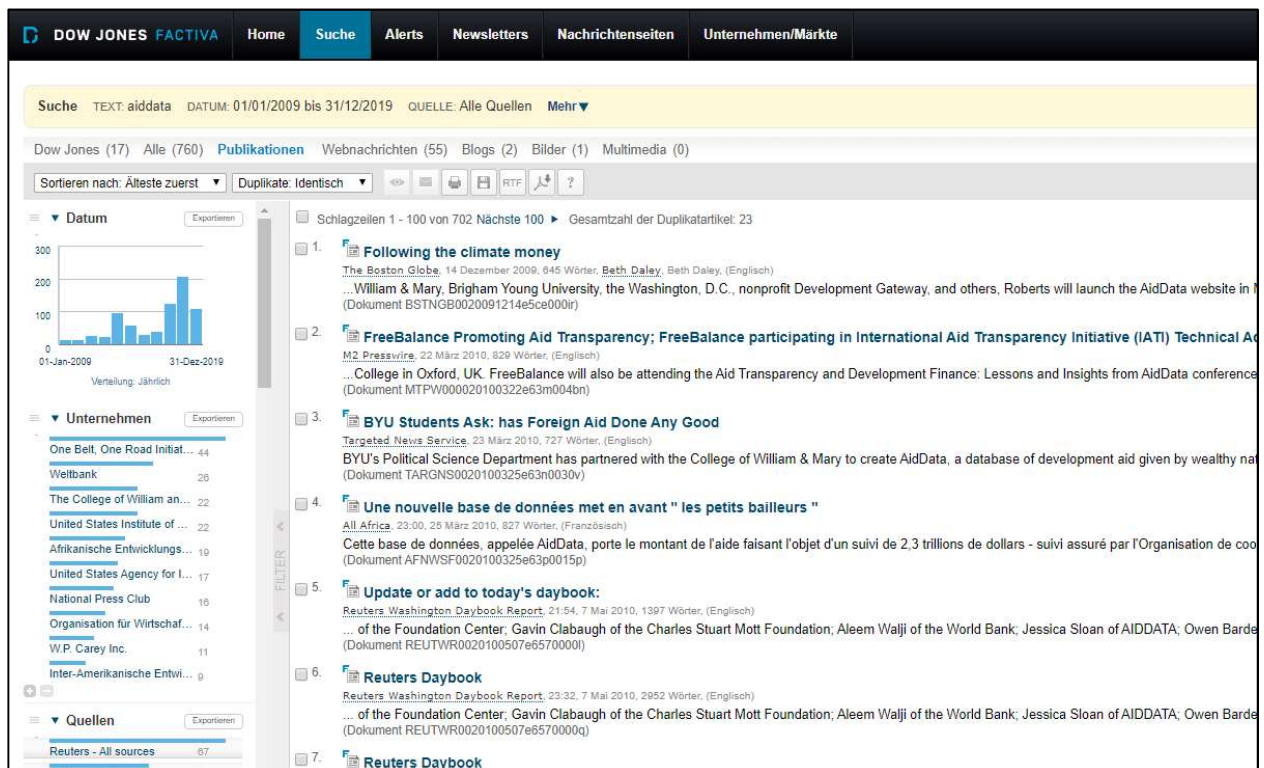 DOW JONES FACTIVA Home Suche Alerts Newsletters Nachrichtenseiten Unternehmen/Märkte
Suche TEXT: aiddata DATUM: 01/01/2009 bis 31/12/2019 QUELLE: Alle Quellen Mehr▼
Dow Jones (17) Alle (760) Publikationen Webnachrichten (55) Blogs (2) Bilder (1) Multimedia (0)
Sortieren nach: Älteste zuerst ▼ Duplikate: Identisch ▼ RTF ?
▼ Datum Exportieren
300
200
100
0
01-Jan-2009 31-Dez-2019
Verteilung: Jährlich
▼ Unternehmen Exportieren
One Belt, One Road Initiat... 44
Weltbank 26
The College of William an... 22
United States Institute of ... 22
Afrikanische Entwicklungs... 19
United States Agency for I... 17
National Press Club 16
Organisation für Wirtschaf... 14
W.P. Carey Inc. 11
Inter-Amerikanische Entwi... 9
▼ Quellen Exportieren
Reuters - All sources 67
FILTER
Schlagzeilen 1 - 100 von 702 Nächste 100 ► Gesamtzahl der Duplikatartikel: 23
1. Following the climate money
The Boston Globe, 14 Dezember 2009, 645 Wörter, Beth Daley, Beth Daley, (Englisch)
...William & Mary, Brigham Young University, the Washington, D.C., nonprofit Development Gateway, and others, Roberts will launch the AidData website in
(Dokument BSTNGB0020091214e5ce000ir)
2. FreeBalance Promoting Aid Transparency; FreeBalance participating in International Aid Transparency Initiative (IATI) Technical
M2 Presswire, 22 März 2010, 829 Wörter, (Englisch)
...College in Oxford, UK. FreeBalance will also be attending the Aid Transparency and Development Finance: Lessons and Insights from AidData conference
(Dokument MTPW000020100322e63m004bn)
3. BYU Students Ask: has Foreign Aid Done Any Good
Targeted News Service, 23 März 2010, 727 Wörter, (Englisch)
BYU's Political Science Department has partnered with the College of William & Mary to create AidData, a database of development aid given by wealthy
(Dokument TARGNS0020100325e63n0030v)
4. Une nouvelle base de données met en avant " les petits bailleurs "
All Africa, 23:00, 25 März 2010, 827 Wörter, (Französisch)
Cette base de données, appelée AidData, porte le montant de l'aide faisant l'objet d'un suivi de 2,3 trillions de dollars - suivi assuré par l'Organisation de
(Dokument AFNWSF0020100325e63p0015p)
5. Update or add to today's daybook:
Reuters Washington Daybook Report, 21:54, 7 Mai 2010, 1397 Wörter, (Englisch)
... of the Foundation Center; Gavin Clabaugh of the Charles Stuart Mott Foundation; Aleem Walji of the World Bank; Jessica Sloan of AIDDATA; Owen
(Dokument REUTWR0020100507e6570000l)
6. Reuters Daybook
Reuters Washington Daybook Report, 23:32, 7 Mai 2010, 2952 Wörter, (Englisch)
... of the Foundation Center; Gavin Clabaugh of the Charles Stuart Mott Foundation; Aleem Walji of the World Bank; Jessica Sloan of AIDDATA; Owen
(Dokument REUTWR0020100507e6570000q)
7. Reuters Daybook